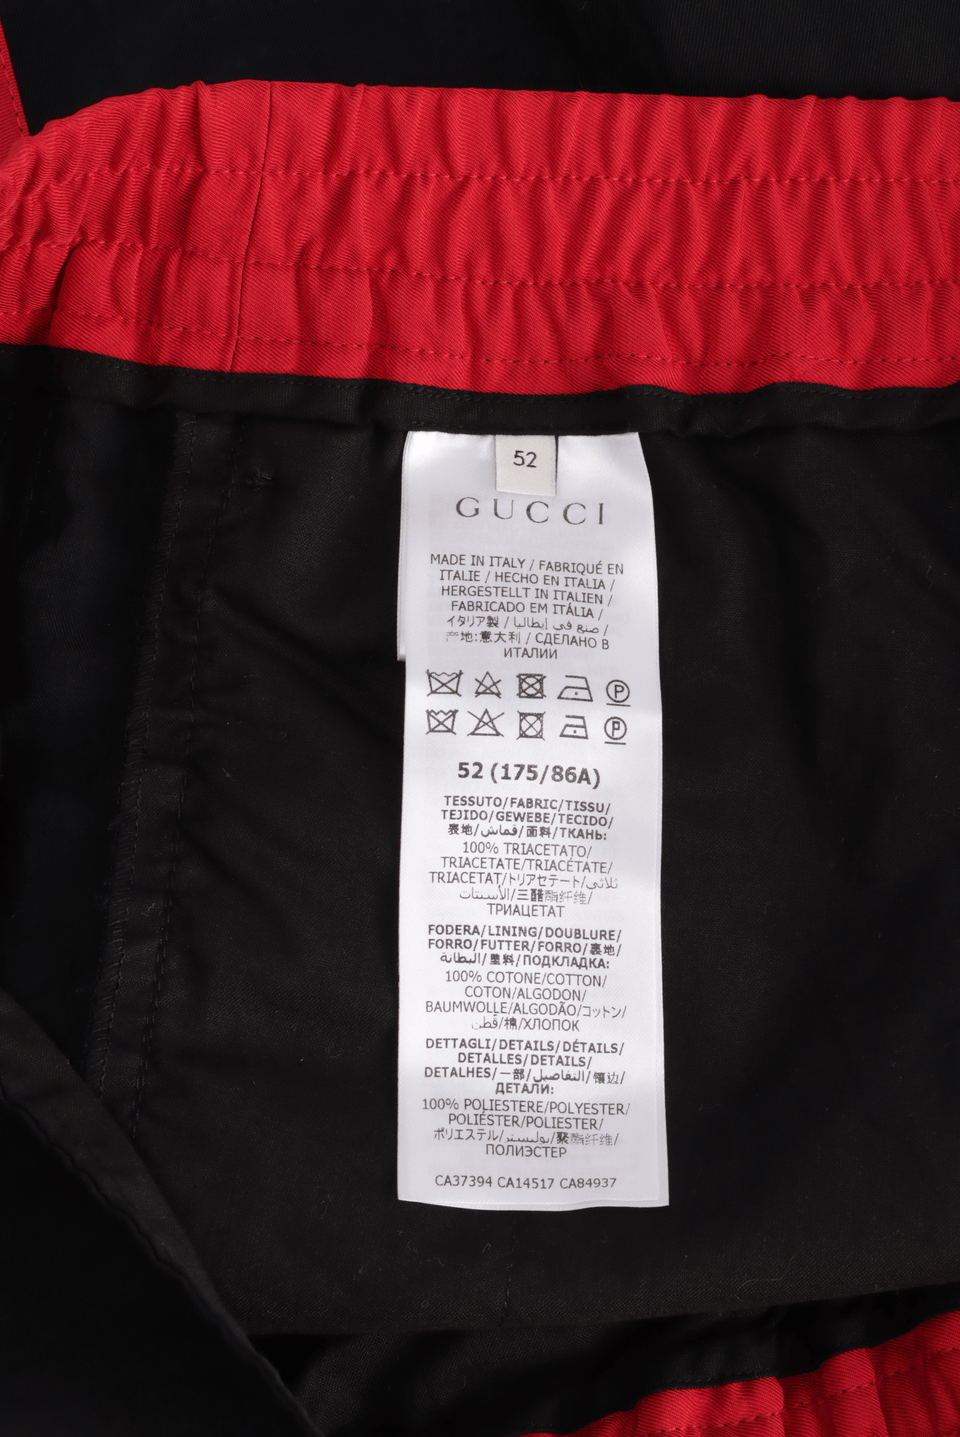 52
GUCCI
MADE IN ITALY / FABRIQUÉ EN
ITALIE / HECHO EN ITALIA /
HERGESTELLT IN ITALIEN /
FABRICADO EM ITÁLIA /
イタリア製 / صنع في إيطاليا /
产地:意大利 / СДЕЛАНО В
ИТАЛИИ
P
P
52 (175/86A)
TESSUTO/FABRIC/TISSU/
TEJIDO/GEWEBE/TECIDO/
表地/قماش/面料/ТКАНЬ:
100% TRIACETATO/
TRIACETATE/TRIACÉTATE/
TRIACETAT/トリアセテート/ثلاثي
الأسيتات/三醋酯纤维/
ТРИАЦЕТАТ
FODERA/LINING/DOUBLURE/
FORRO/FUTTER/FORRO/裏地/
البطانة/里料/ПОДКЛАДКА:
100% COTONE/COTTON/
COTON/ALGODON/
BAUMWOLLE/ALGODÃO/コットン/
قطن/棉/ХЛОПОК
DETTAGLI/DETAILS/DÉTAILS/
DETALLES/DETAILS/
DETALHES/一部/التفاصيل/镶边/
ДЕТАЛИ:
100% POLIESTERE/POLYESTER/
POLIÉSTER/POLIESTER/
ポリエステル/بوليستر/聚酯纤维/
ПОЛИЭСТЕР
CA37394 CA14517 CA84937